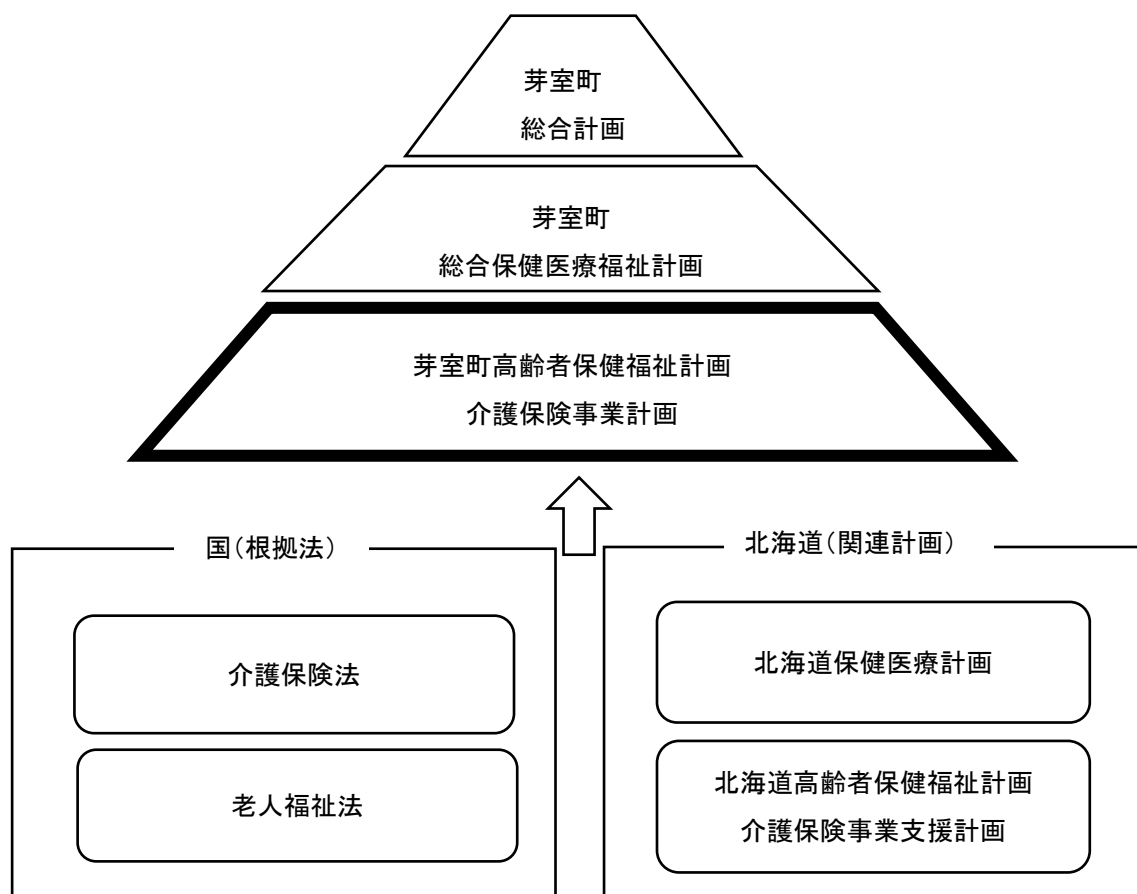 芽室町
総合計画
芽室町
総合保健医療福祉計画
芽室町高齢者保健福祉計画
介護保険事業計画
国(根拠法)
介護保険法
老人福祉法
北海道(関連計画)
北海道保健医療計画
北海道高齢者保健福祉計画
介護保険事業支援計画